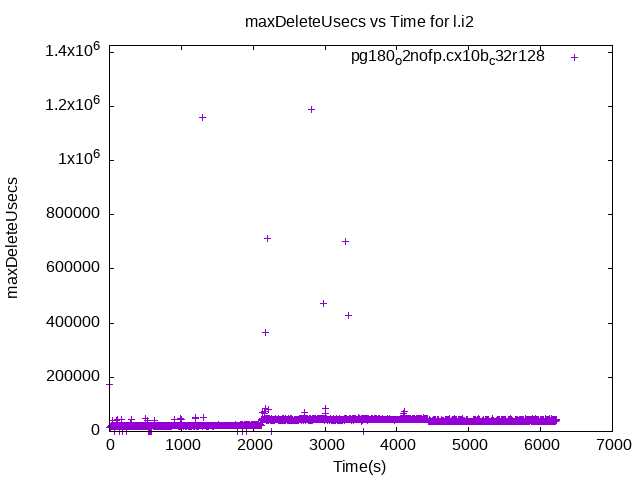 maxDeleteUsecs vs Time for l.i2
pg180o2nofp.cx10bc32r128
1.4x10^6
1.2x10^6
1x10^6
800000
600000
400000
200000
0
maxDeleteUsecs
0 1000 2000 3000 4000 5000 6000 7000
Time(s)